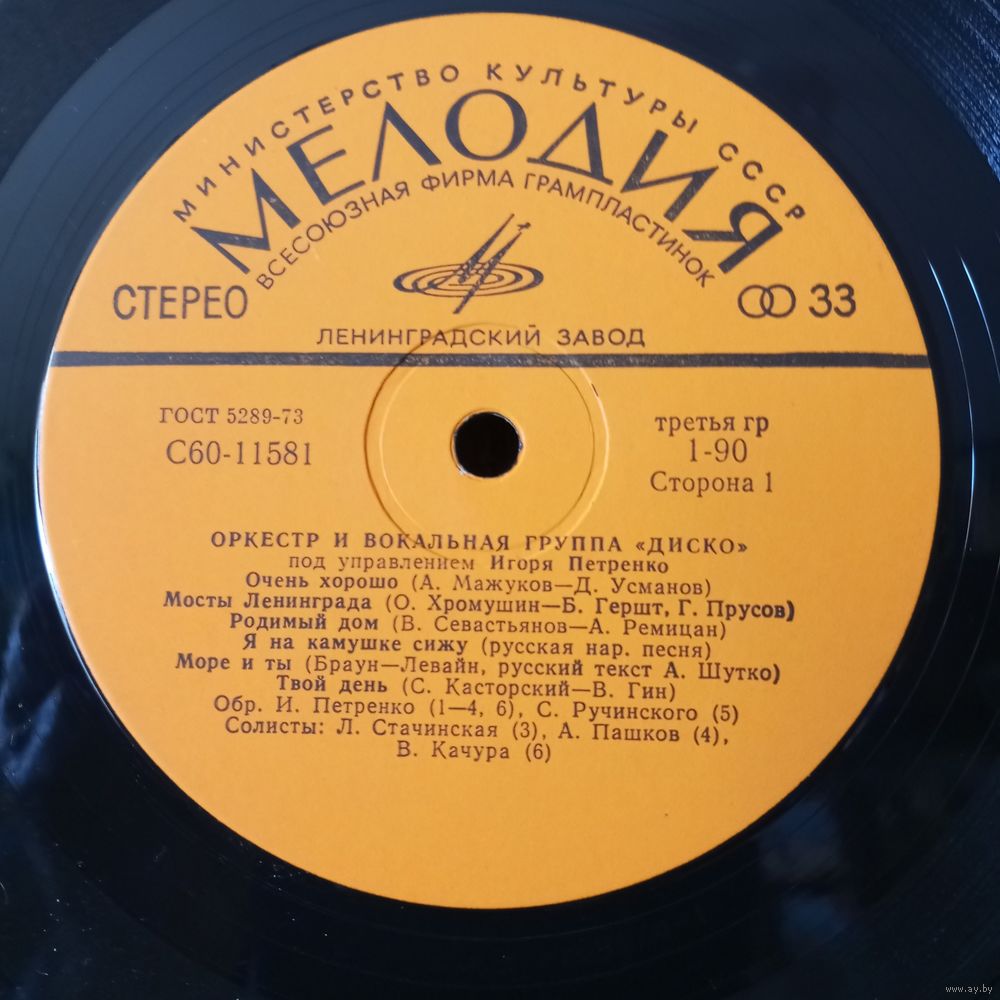 МИНИСТЕРСТВО КУЛЬТУРЫ СССР
МЕЛОДИЯ
ВСЕСОЮЗНАЯ ФИРМА ГРАМПЛАСТИНОК
СТЕРЕО
33
ЛЕНИНГРАДСКИЙ ЗАВОД
ГОСТ 5289-73
С60-11581
третья гр
1-90
Сторона 1
ОРКЕСТР И ВОКАЛЬНАЯ ГРУППА «ДИСКО»
под управлением Игоря Петренко
Очень хорошо (А. Мажуков—Д. Усманов)
Мосты Ленинграда (О. Хромушин—Б. Гершт, Г. Прусов)
Родимый дом (В. Севастьянов—А. Ремицан)
Я на камушке сижу (русская нар. песня)
Море и ты (Браун—Левайн, русский текст А. Шутко)
Твой день (С. Касторский—В. Гин)
Обр. И. Петренко (1—4, 6), С. Ручинского (5)
Солисты: Л. Стачинская (3), А. Пашков (4),
В. Качура (6)
www.ay.by